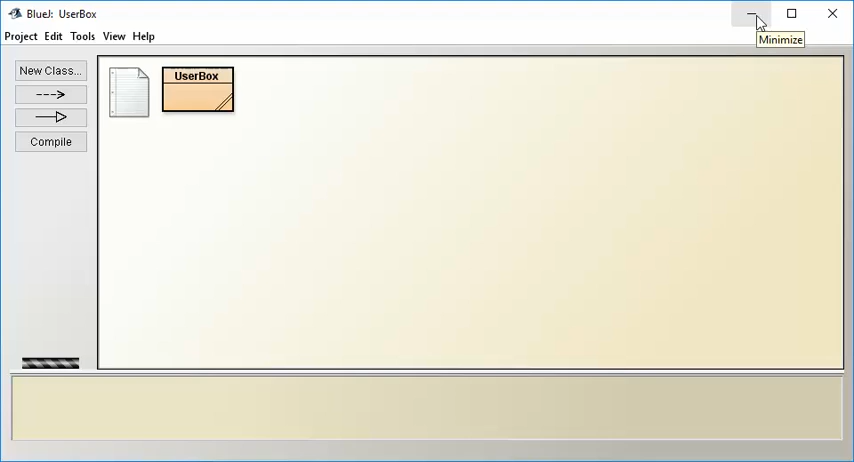 BlueJ: UserBox
Project Edit Tools View Help
Minimize
New Class...
UserBox
Compile